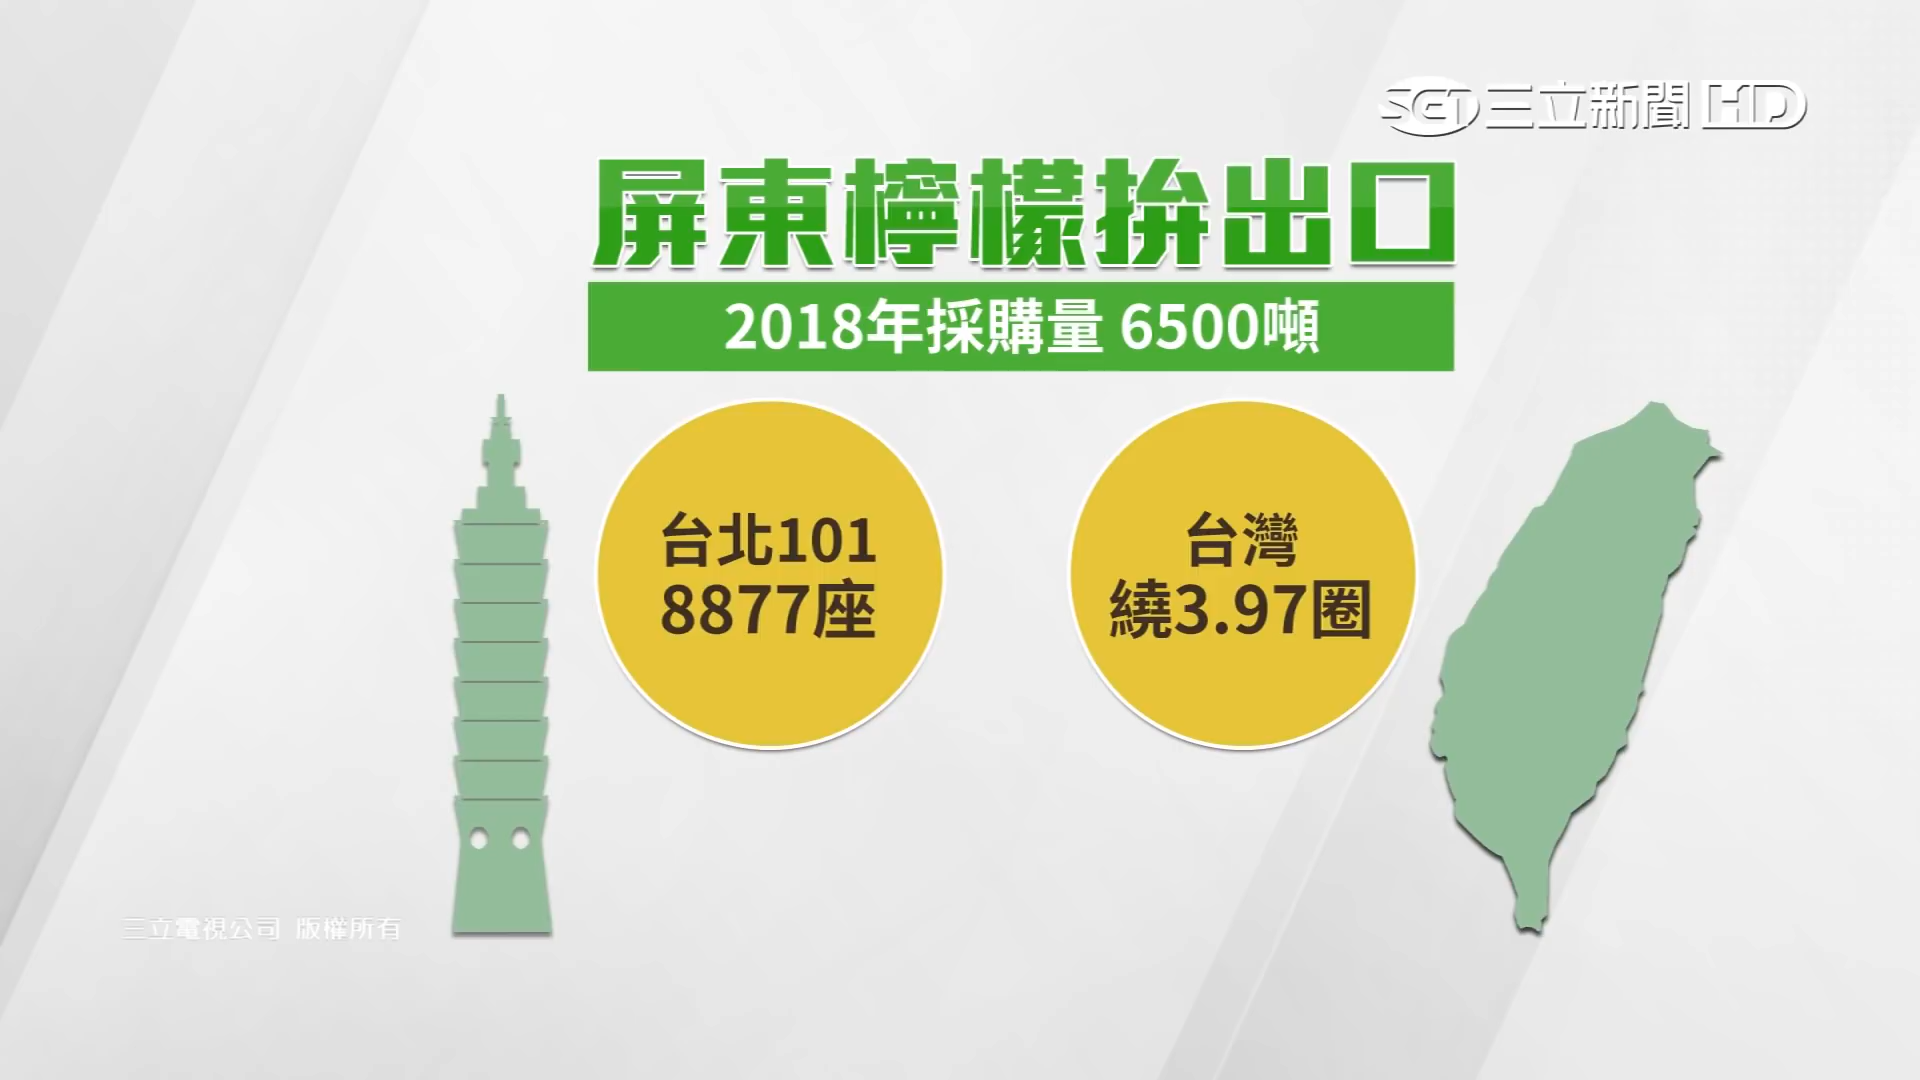 SET三立新聞HD
屏東檸檬拚出口
2018年採購量 6500噸
台北101
8877座
台灣
繞3.97圈
三立電視公司 版權所有